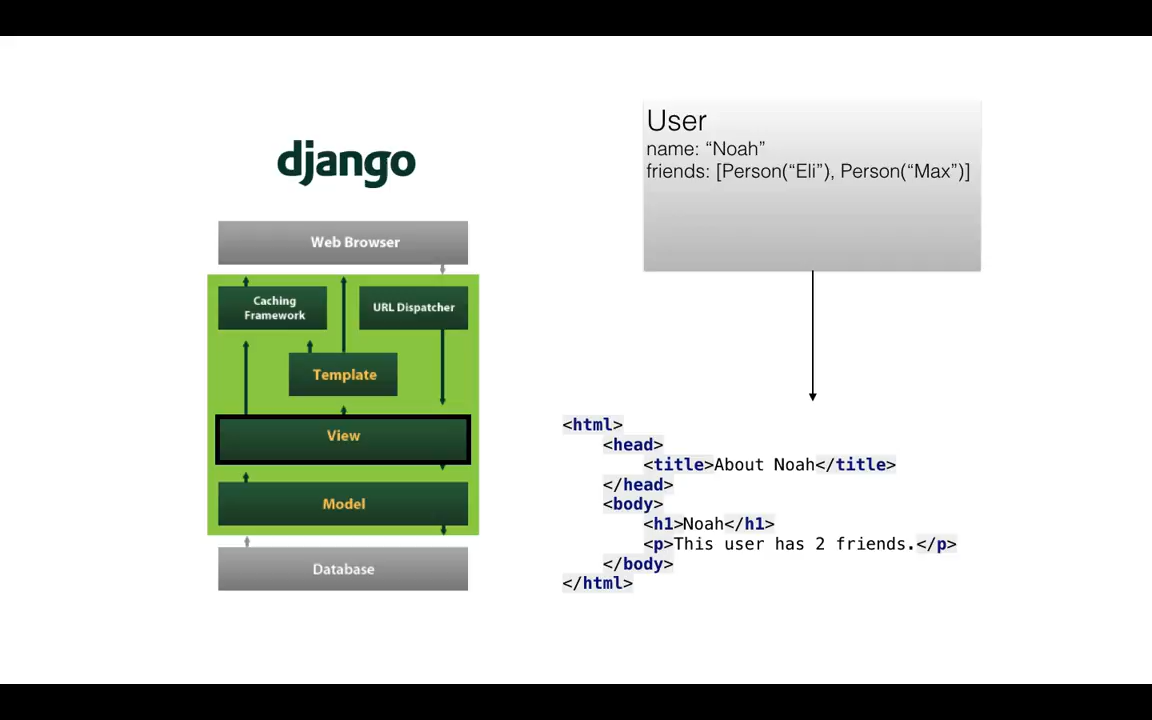 django
Web Browser
Caching
Framework
URL Dispatcher
Template
View
Model
Database
User
name: “Noah”
friends: [Person(“Eli”), Person(“Max”)]
<html>
<head>
<title>About Noah</title>
</head>
<body>
<h1>Noah</h1>
<p>This user has 2 friends.</p>
</body>
</html>